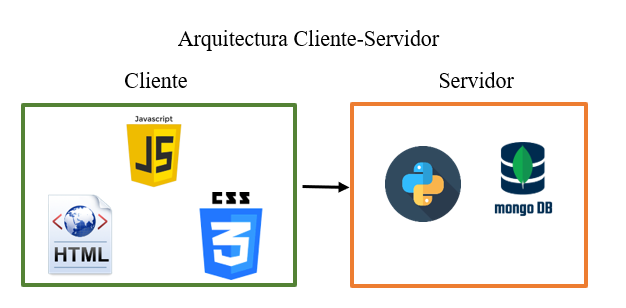 Arquitectura Cliente-Servidor
Cliente
Servidor
Javascript
JS
HTML
CSS
3
mongo DB